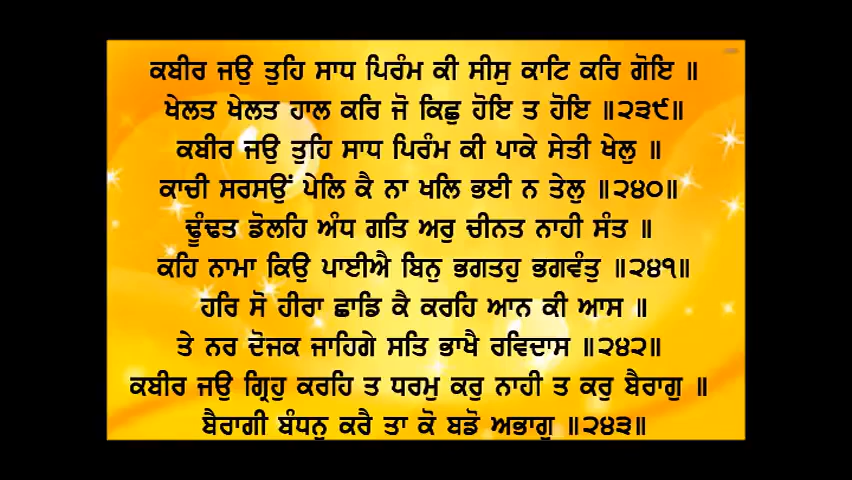 ਕਬੀਰ ਜਉ ਤੁਹਿ ਸਾਧ ਪਿਰੰਮ ਕੀ ਸੀਸੁ ਕਾਟਿ ਕਰਿ ਗੋਇ ॥
ਖੇਲਤ ਖੇਲਤ ਹਾਲ ਕਰਿ ਜੋ ਕਿਛੁ ਹੋਇ ਤ ਹੋਇ ॥੨੩੯॥
ਕਬੀਰ ਜਉ ਤੁਹਿ ਸਾਧ ਪਿਰੰਮ ਕੀ ਪਾਕੇ ਸੇਤੀ ਖੇਲੁ ॥
ਕਾਚੀ ਸਰਸਉਂ ਪੇਲਿ ਕੈ ਨਾ ਖਲਿ ਭਈ ਨ ਤੇਲੁ ॥੨੪੦॥
ਢੂੰਢਤ ਡੋਲਹਿ ਅੰਧ ਗਤਿ ਅਰੁ ਚੀਨਤ ਨਾਹੀ ਸੰਤ ॥
ਕਹਿ ਨਾਮਾ ਕਿਉ ਪਾਈਐ ਬਿਨੁ ਭਗਤਹੁ ਭਗਵੰਤੁ ॥੨੪੧॥
ਹਰਿ ਸੋ ਹੀਰਾ ਛਾਡਿ ਕੈ ਕਰਹਿ ਆਨ ਕੀ ਆਸ ॥
ਤੇ ਨਰ ਦੋਜਕ ਜਾਹਿਗੇ ਸਤਿ ਭਾਖੈ ਰਵਿਦਾਸ ॥੨੪੨॥
ਕਬੀਰ ਜਉ ਗ੍ਰਿਹੁ ਕਰਹਿ ਤ ਧਰਮੁ ਕਰੁ ਨਾਹੀ ਤ ਕਰੁ ਬੈਰਾਗੁ ॥
ਬੈਰਾਗੀ ਬੰਧਨੁ ਕਰੈ ਤਾ ਕੋ ਬਡੋ ਅਭਾਗੁ ॥੨੪੩॥